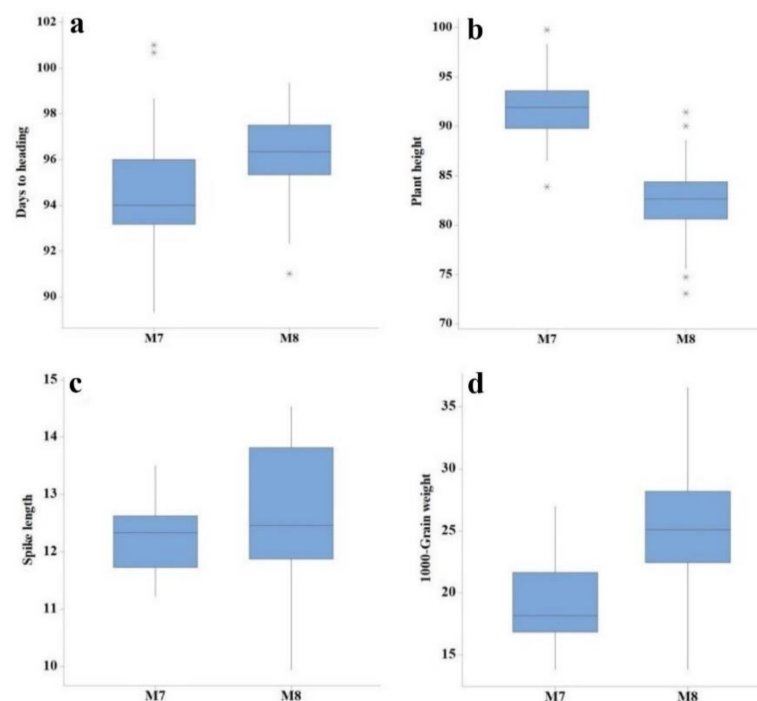 a
Days to heading
102
100
98
96
94
92
90
M7 M8
b
Plant height
100
95
90
85
80
75
70
M7 M8
c
Spike length
15
14
13
12
11
10
M7 M8
d
1000-Grain weight
35
30
25
20
15
M7 M8